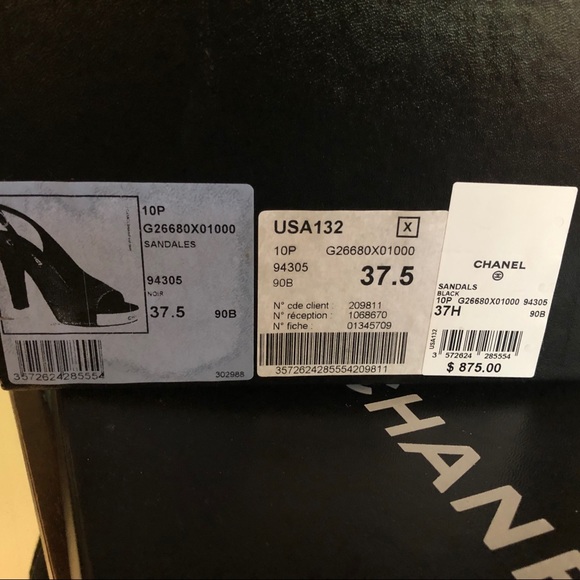 10P
G26680X01000
SANDALES
94305
NOIR
37.5 90B
3572624285554
302988
USA132 X
10P G26680X01000
94305 37.5
90B
N° cde client : 209811
N° réception : 1068670
N° fiche : 01345709
3572624285554209811
CHANEL
SANDALS
BLACK
10P G26680X01000 94305
37H 90B
USA132
3 572624 285554
$ 875.00
CHANEL